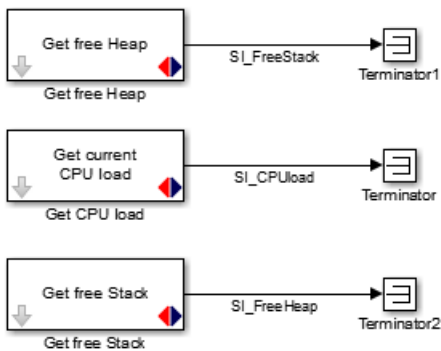 Get free Heap
SI_FreeStack
Get free Heap
Terminator1
Get current
CPU load
SI_CPUload
Get CPU load
Terminator
Get free Stack
SI_FreeHeap
Get free Stack
Terminator2